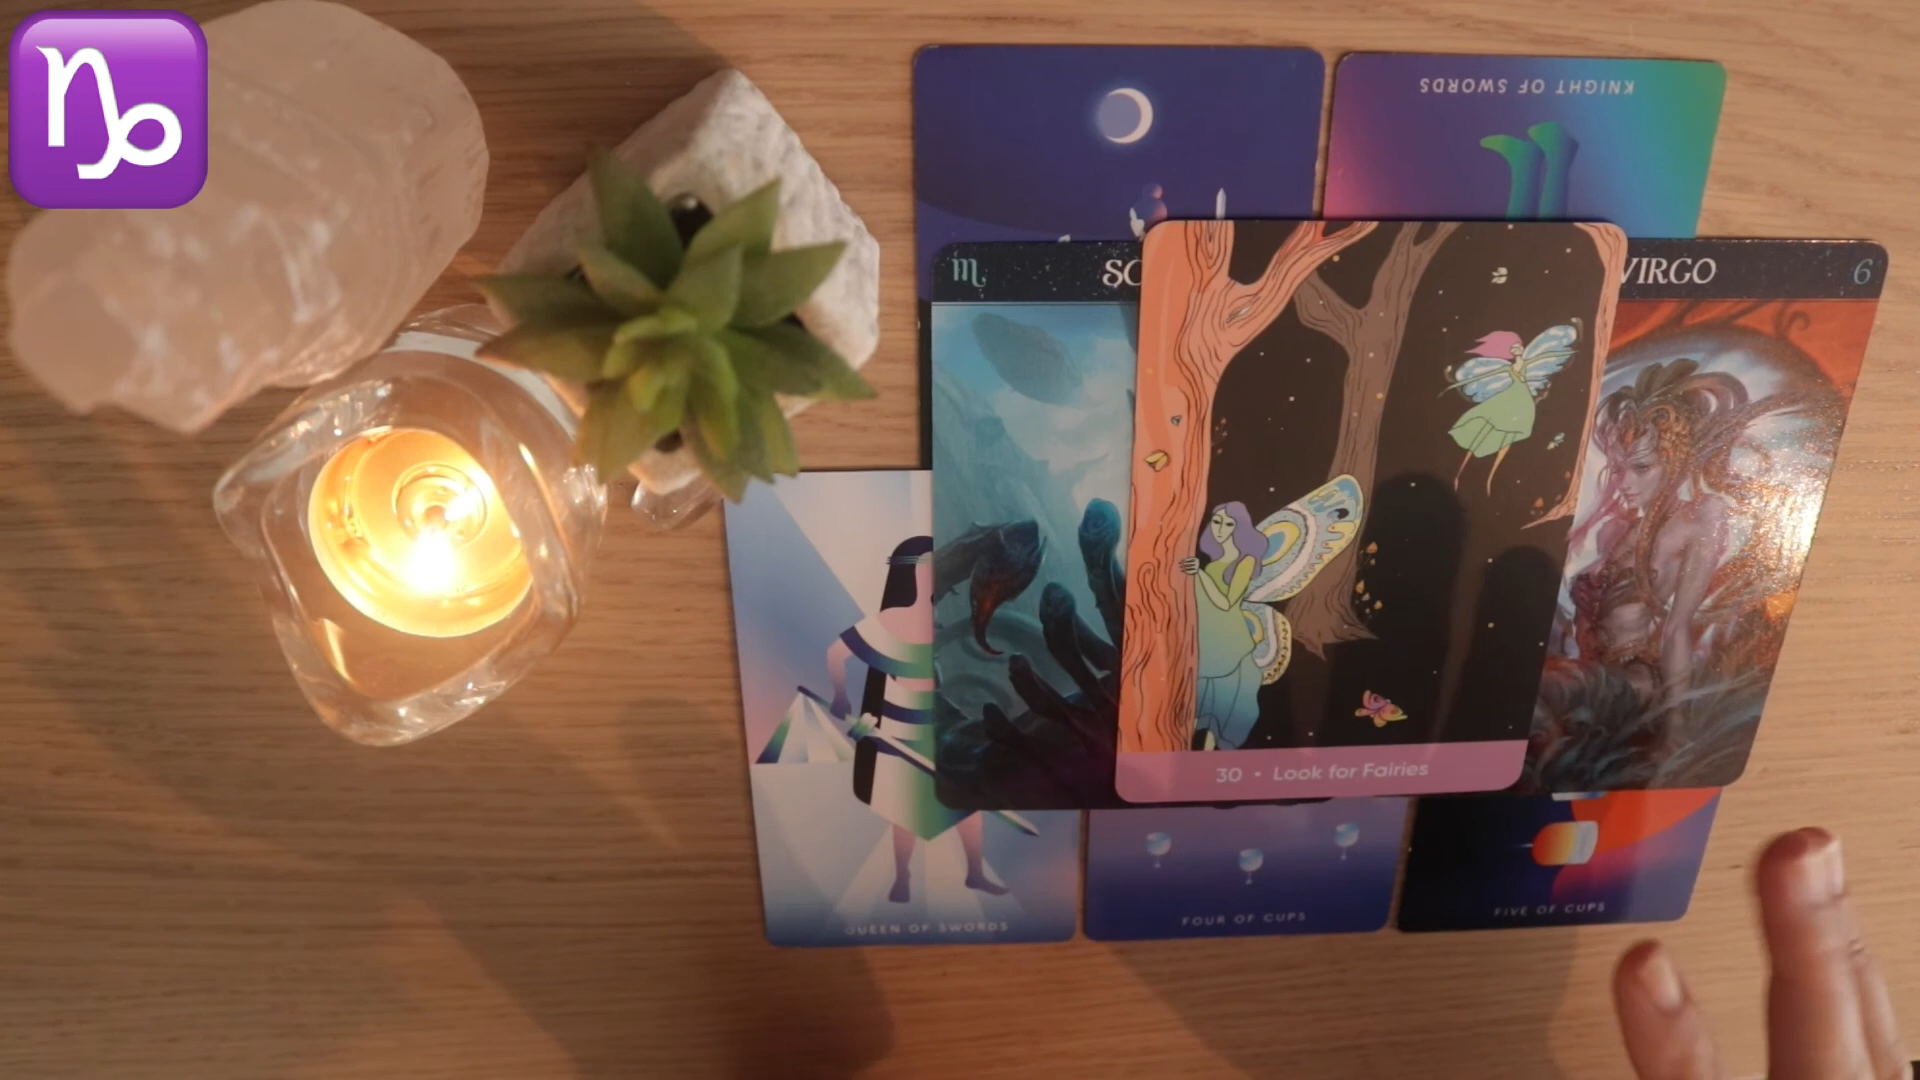 KNIGHT OF SWORDS
♏ SC
VIRGO 6
30 • Look for Fairies
QUEEN OF SWORDS
FOUR OF CUPS
FIVE OF CUPS